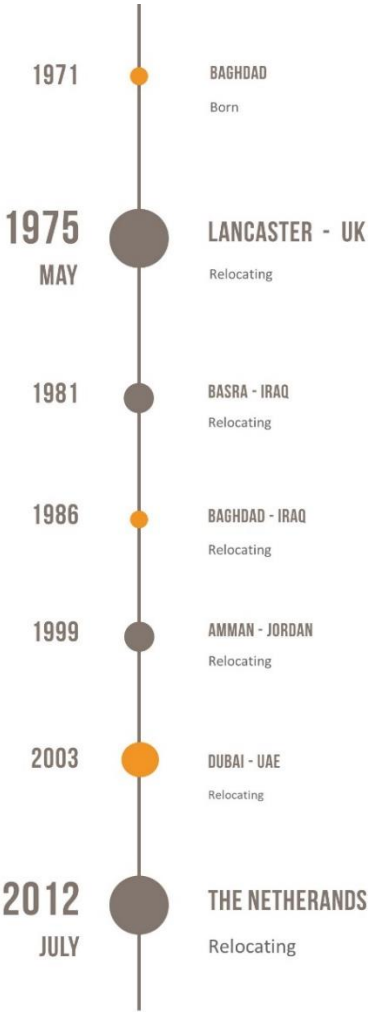 1971
BAGHDAD
Born
1975
MAY
LANCASTER - UK
Relocating
1981
BASRA - IRAQ
Relocating
1986
BAGHDAD - IRAQ
Relocating
1999
AMMAN - JORDAN
Relocating
2003
DUBAI - UAE
Relocating
2012
JULY
THE NETHERANDS
Relocating